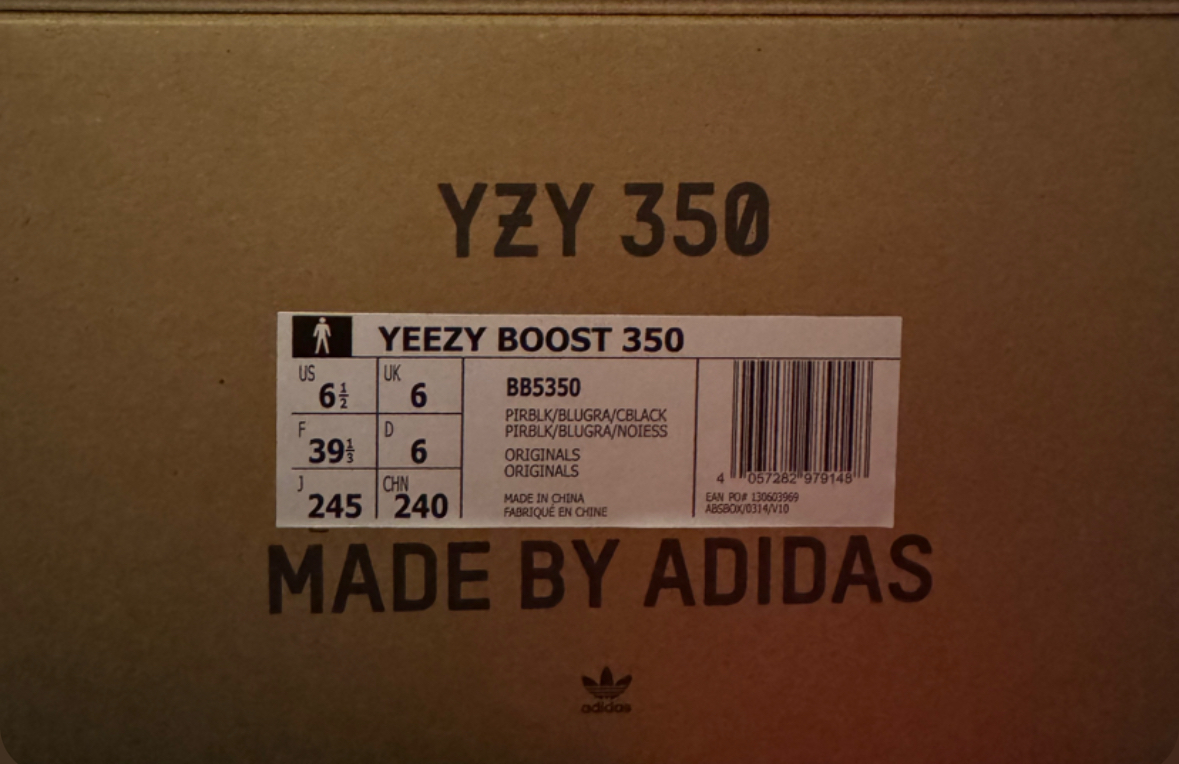 YZY 350
YEEZY BOOST 350
US 6½ UK 6
F 39⅓ D 6
J 245 CHN 240
BB5350
PIRBLK/BLUGRA/CBLACK
PIRBLK/BLUGRA/NOIESS
ORIGINALS
ORIGINALS
MADE IN CHINA
FABRIQUÉ EN CHINE
4 057282 979148
EAN PO# 130603969
ABSBOX/0314/V10
MADE BY ADIDAS
adidas